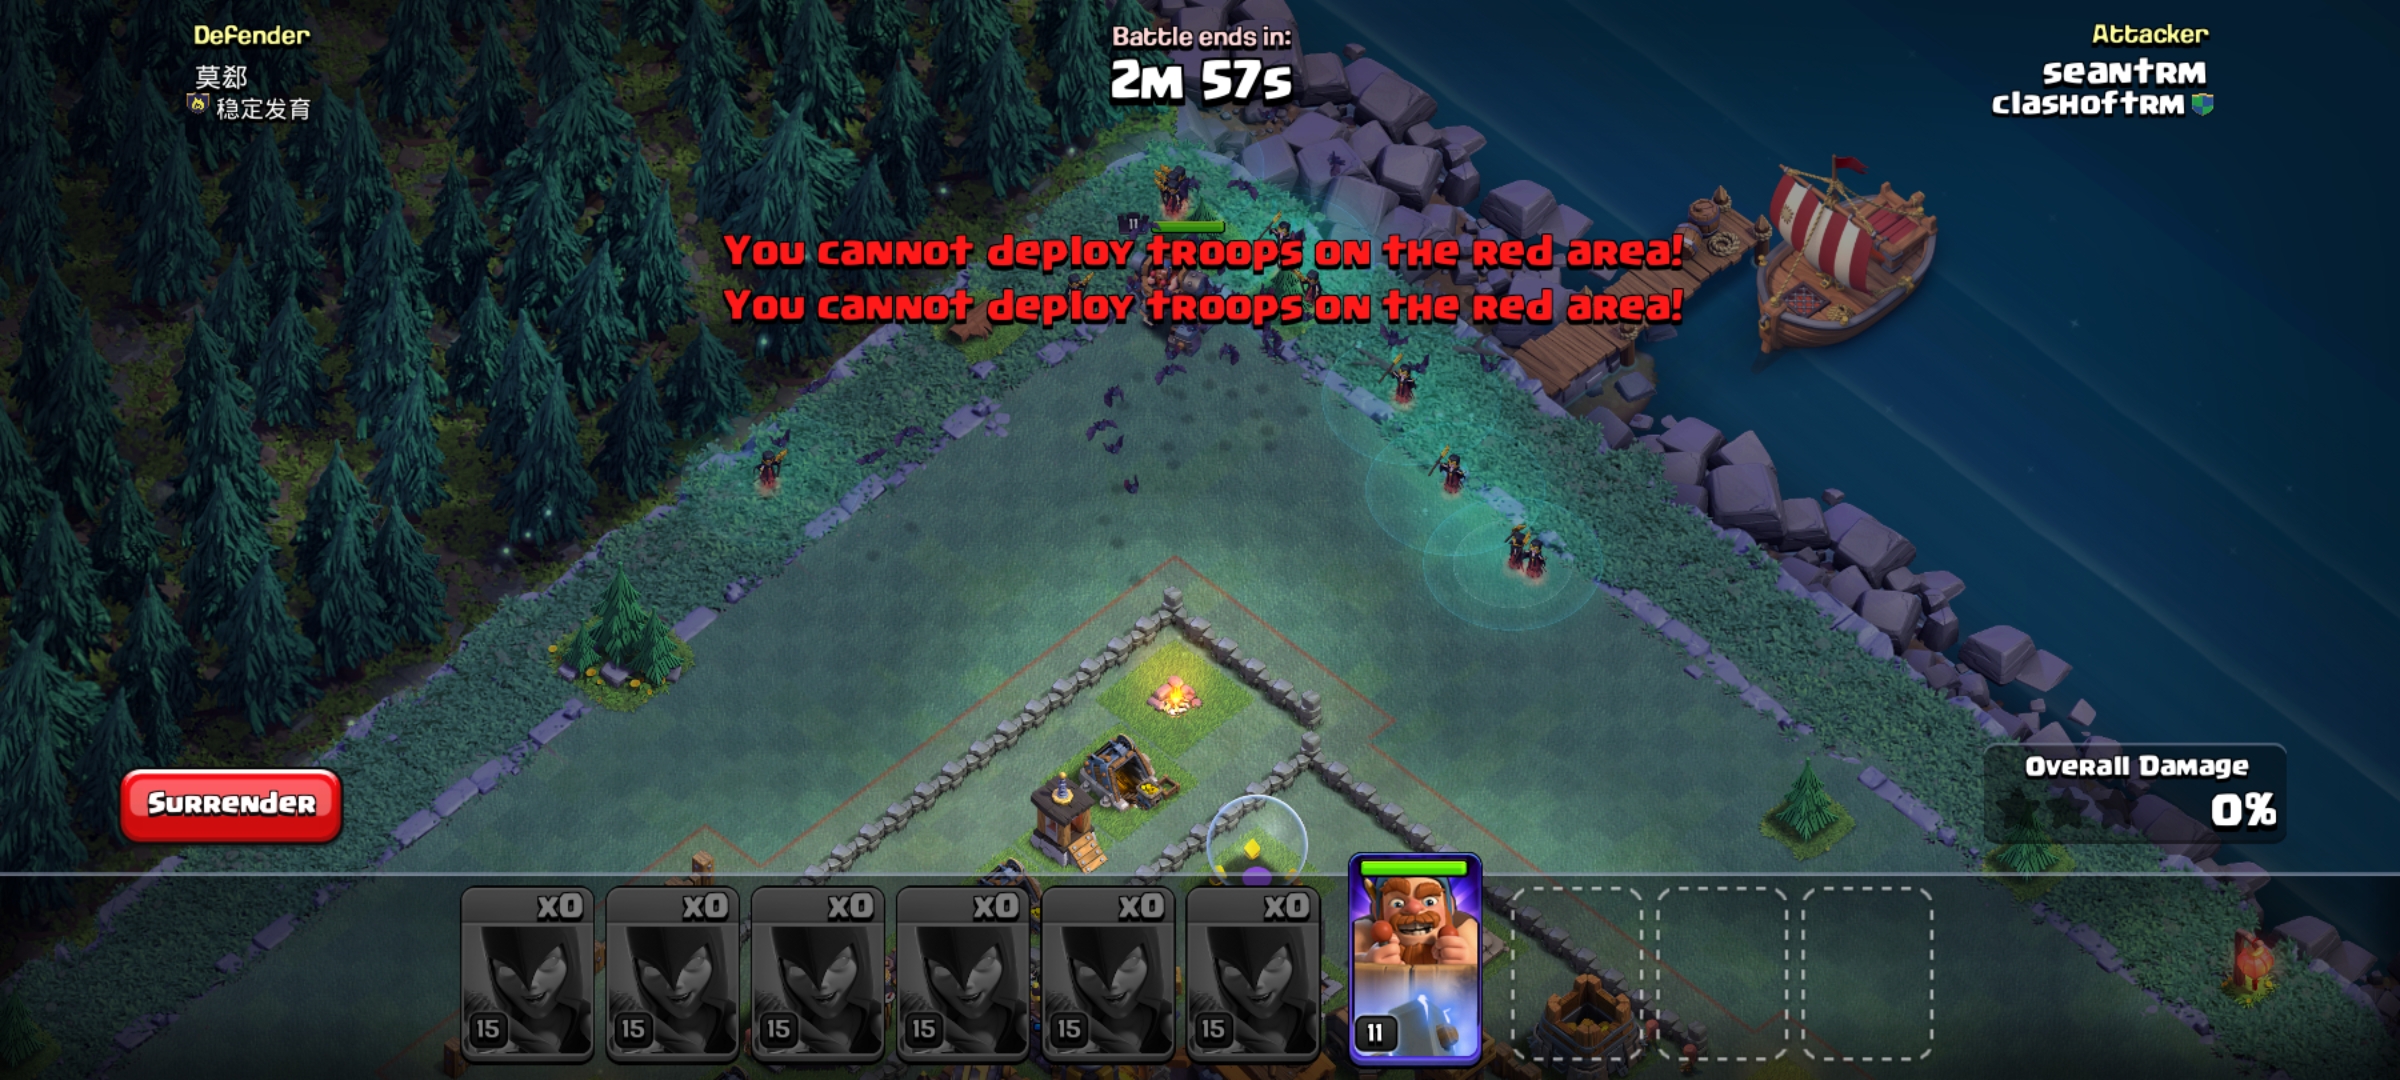 Defender
莫郄
稳定发育
Battle ends in:
2M 57S
Attacker
seantRM
clashoftRM
11
You cannot deploy troops on the red area!
You cannot deploy troops on the red area!
Surrender
Overall Damage
0%
x0
x0
x0
x0
x0
x0
15
15
15
15
15
15
11